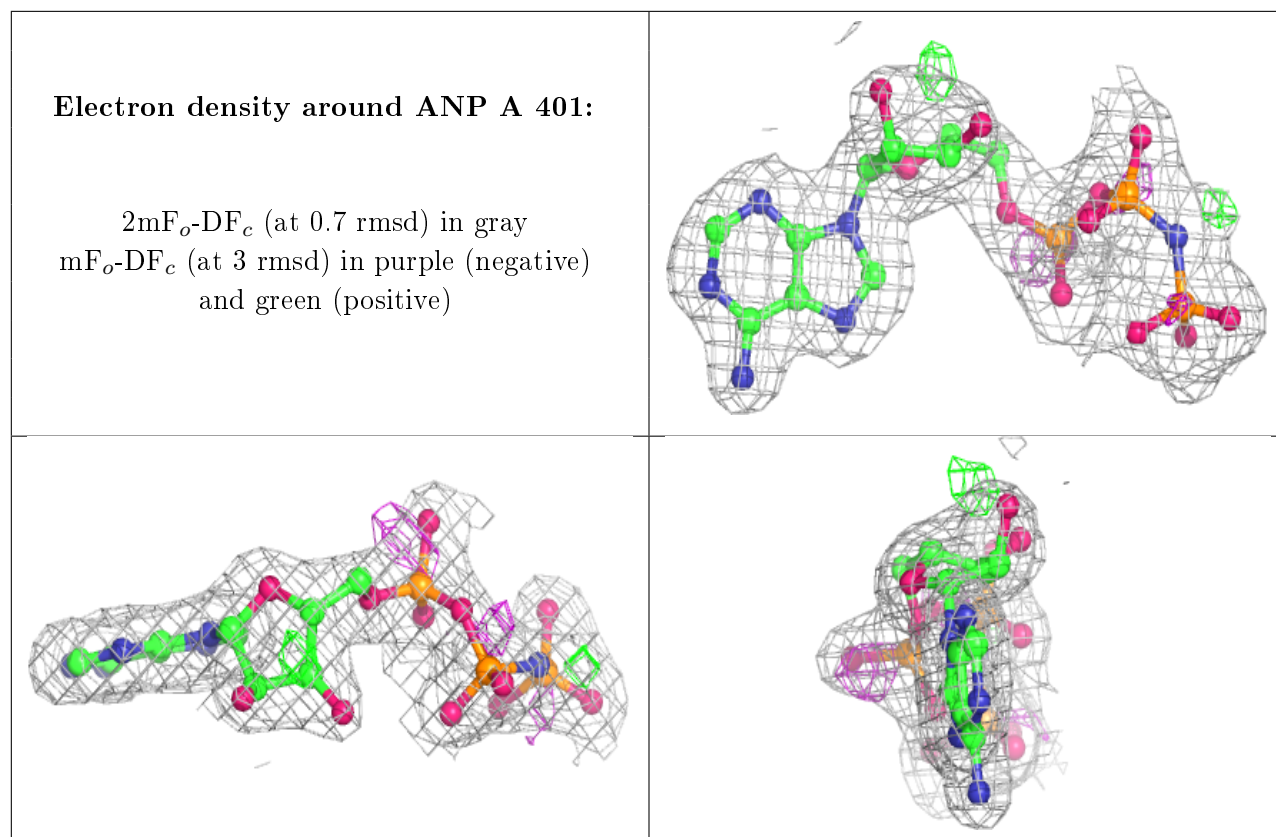 Electron density around ANP A 401:
2mFo-DFc (at 0.7 rmsd) in gray
mFo-DFc (at 3 rmsd) in purple (negative)
and green (positive)